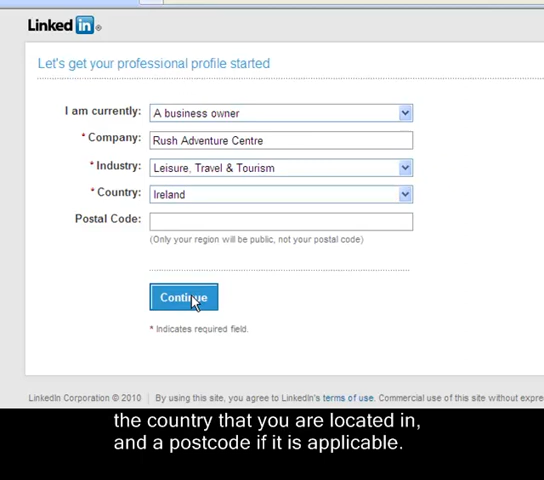 Linked in ®
Let's get your professional profile started
I am currently: A business owner
* Company: Rush Adventure Centre
* Industry: Leisure, Travel & Tourism
* Country: Ireland
Postal Code:
(Only your region will be public, not your postal code)
Continue
* Indicates required field.
LinkedIn Corporation © 2010 | By using this site, you agree to LinkedIn's terms of use. Commercial use of this site without
the country that you are located in,
and a postcode if it is applicable.